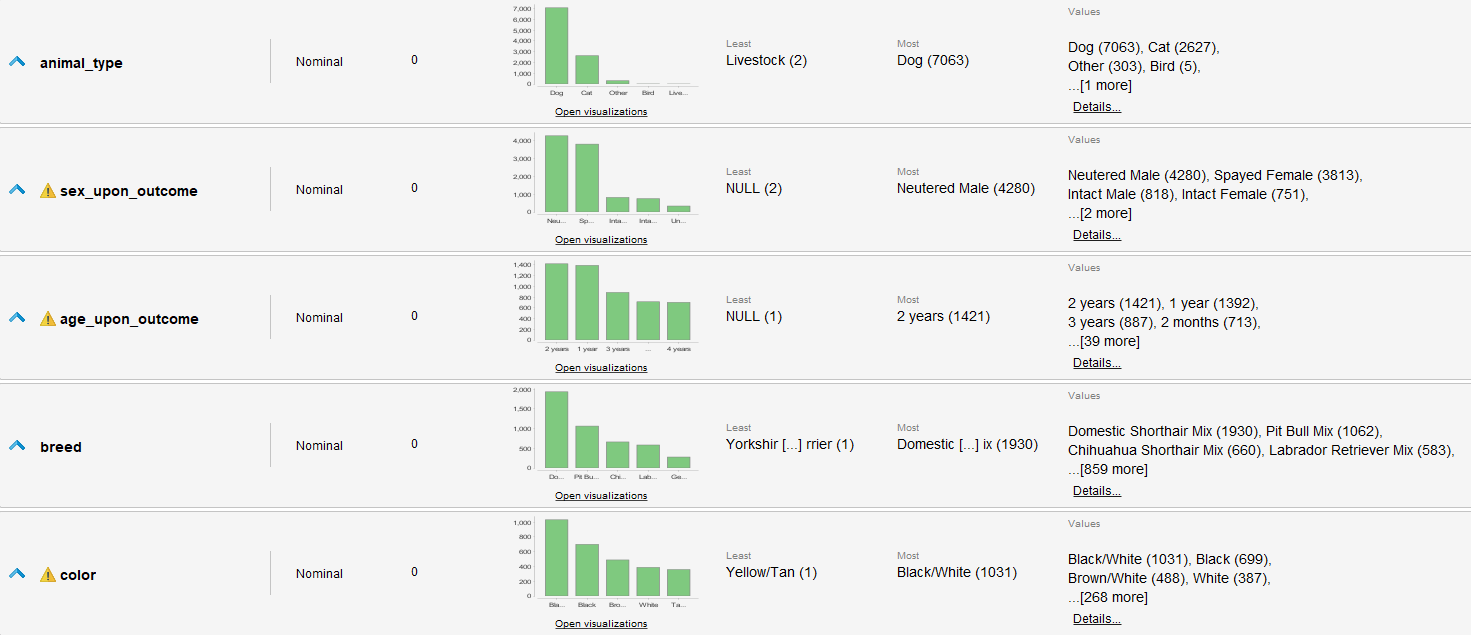 animal_type
Nominal
0
7,000
6,000
5,000
4,000
3,000
2,000
1,000
0
Dog Cat Other Bird Live...
Open visualizations
Least
Livestock (2)
Most
Dog (7063)
Values
Dog (7063), Cat (2627),
Other (303), Bird (5),
...[1 more]
Details...
sex_upon_outcome
Nominal
0
4,000
3,000
2,000
1,000
0
Neu... Sp... Inta... Inta... Un...
Open visualizations
Least
NULL (2)
Most
Neutered Male (4280)
Values
Neutered Male (4280), Spayed Female (3813),
Intact Male (818), Intact Female (751),
...[2 more]
Details...
age_upon_outcome
Nominal
0
1,400
1,200
1,000
800
600
400
200
0
2 years 1 year 3 years ... 4 years
Open visualizations
Least
NULL (1)
Most
2 years (1421)
Values
2 years (1421), 1 year (1392),
3 years (887), 2 months (713),
...[39 more]
Details...
breed
Nominal
0
2,000
1,500
1,000
500
0
Do... Pit Bu... Chi... Lab... Ge...
Open visualizations
Least
Yorkshir [...] rrier (1)
Most
Domestic [...] ix (1930)
Values
Domestic Shorthair Mix (1930), Pit Bull Mix (1062),
Chihuahua Shorthair Mix (660), Labrador Retriever Mix (583),
...[859 more]
Details...
color
Nominal
0
1,000
800
600
400
200
0
Bla... Black Bro... White Ta...
Open visualizations
Least
Yellow/Tan (1)
Most
Black/White (1031)
Values
Black/White (1031), Black (699),
Brown/White (488), White (387),
...[268 more]
Details...